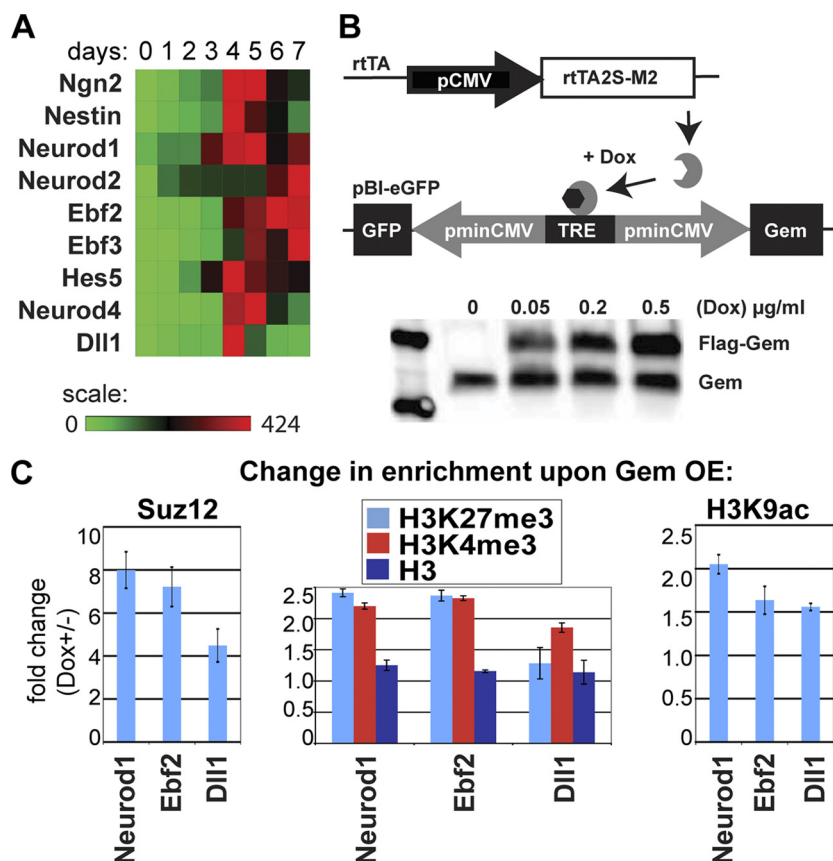 A
days: 0 1 2 3 4 5 6 7
Ngn2
Nestin
Neurod1
Neurod2
Ebf2
Ebf3
Hes5
Neurod4
Dll1
scale:
0 424
B
rtTA
pCMV rtTA2S-M2
+ Dox
pBI-eGFP
GFP pminCMV TRE pminCMV Gem
0 0.05 0.2 0.5 (Dox) µg/ml
Flag-Gem
Gem
C Change in enrichment upon Gem OE:
Suz12
fold change
(Dox+/-)
10
8
6
4
2
0
Neurod1
Ebf2
Dll1
H3K27me3
H3K4me3
H3
2.5
2.0
1.5
1.0
0.5
0
Neurod1
Ebf2
Dll1
H3K9ac
2.5
2.0
1.5
1.0
0.5
0
Neurod1
Ebf2
Dll1